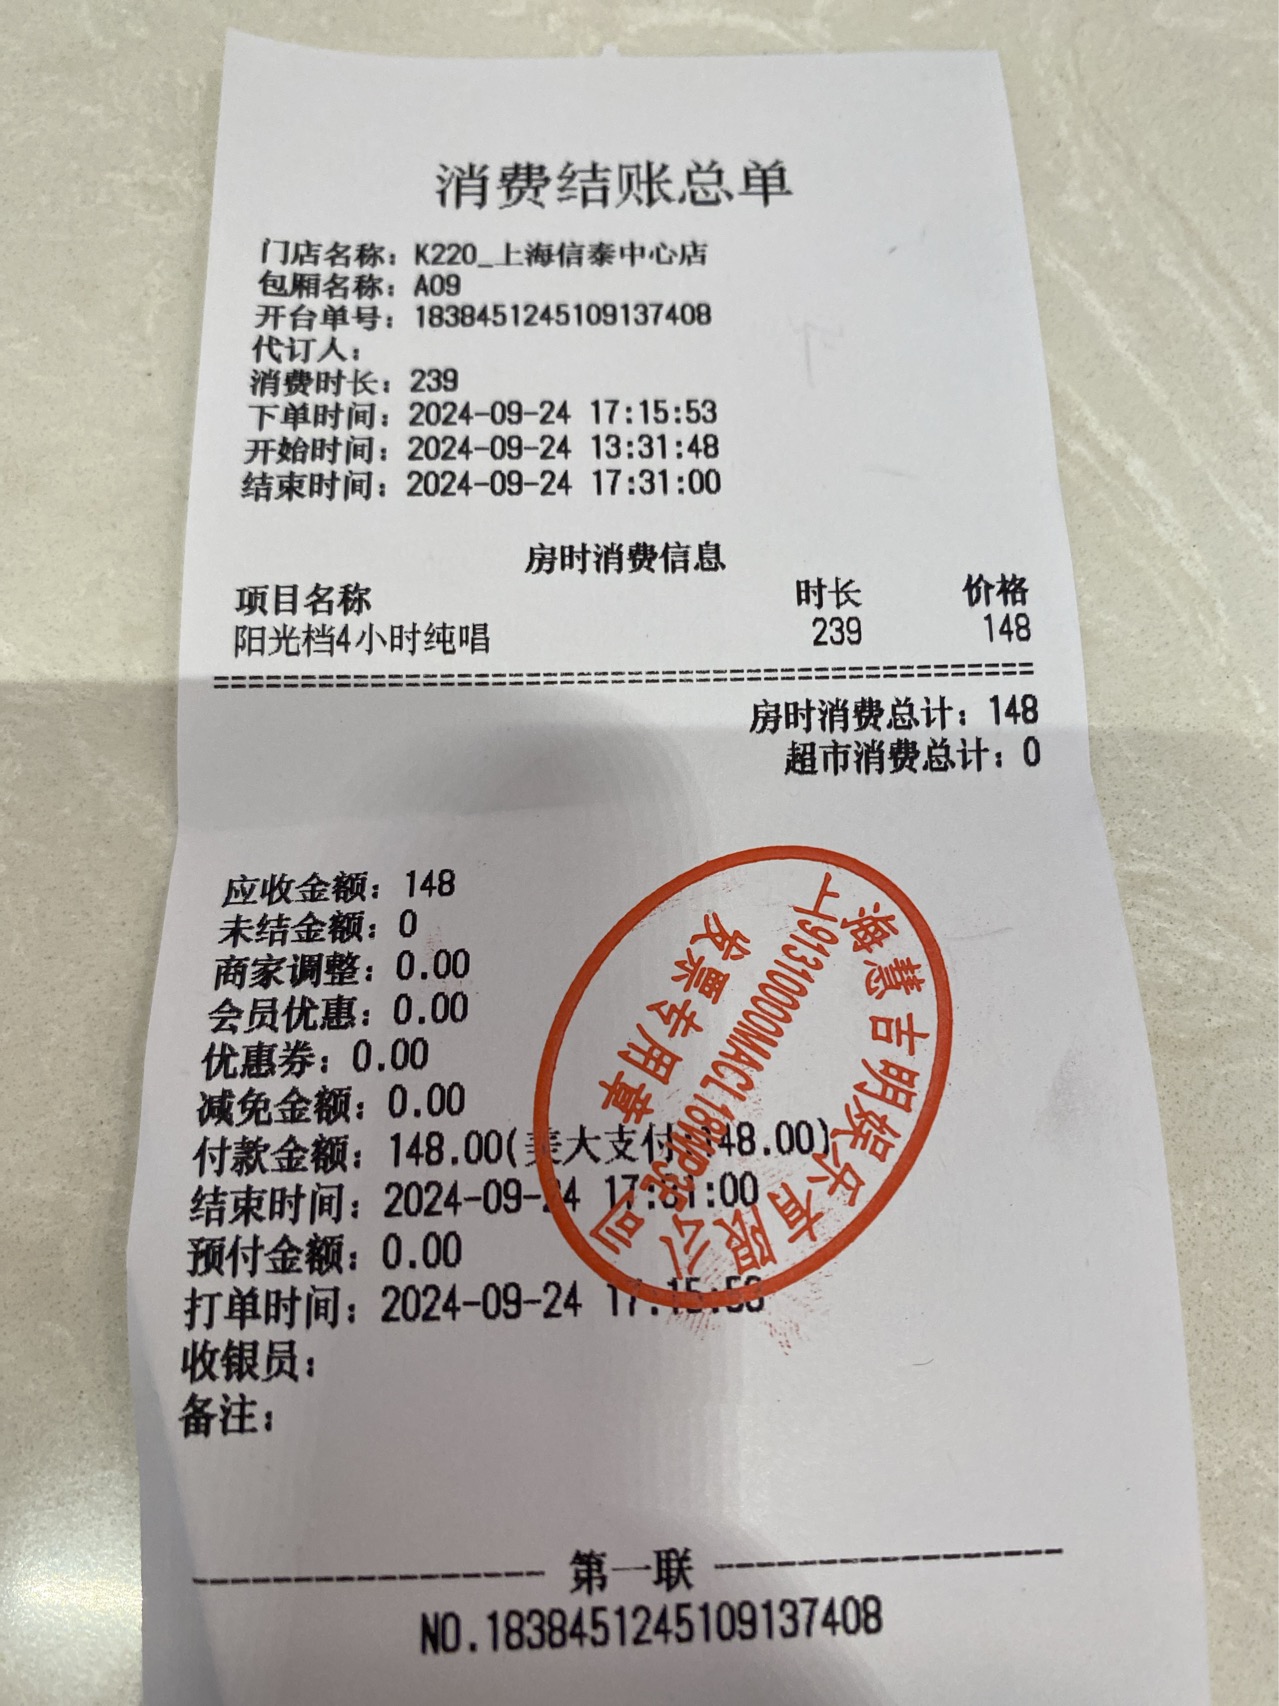 消费结账总单
门店名称：K220_上海信泰中心店
包厢名称：A09
开台单号：1838451245109137408
代订人：
消费时长：239
下单时间：2024-09-24 17:15:53
开始时间：2024-09-24 13:31:48
结束时间：2024-09-24 17:31:00
房时消费信息
项目名称 时长 价格
阳光档4小时纯唱 239 148
==================================================
房时消费总计：148
超市消费总计：0
应收金额：148
未结金额：0
商家调整：0.00
会员优惠：0.00
优惠券：0.00
减免金额：0.00
付款金额：148.00(美大支付:148.00)
结束时间：2024-09-24 17:31:00
预付金额：0.00
打单时间：2024-09-24 17:15:53
收银员：
备注：
上海慧吉明娱乐有限公司
发票专用章
第一联
NO.1838451245109137408